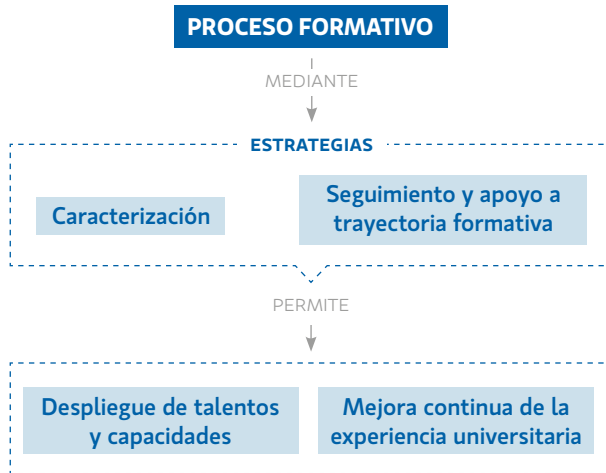 PROCESO FORMATIVO
MEDIANTE
ESTRATEGIAS
Caracterización
Seguimiento y apoyo a
trayectoria formativa
PERMITE
Despliegue de talentos
y capacidades
Mejora continua de la
experiencia universitaria